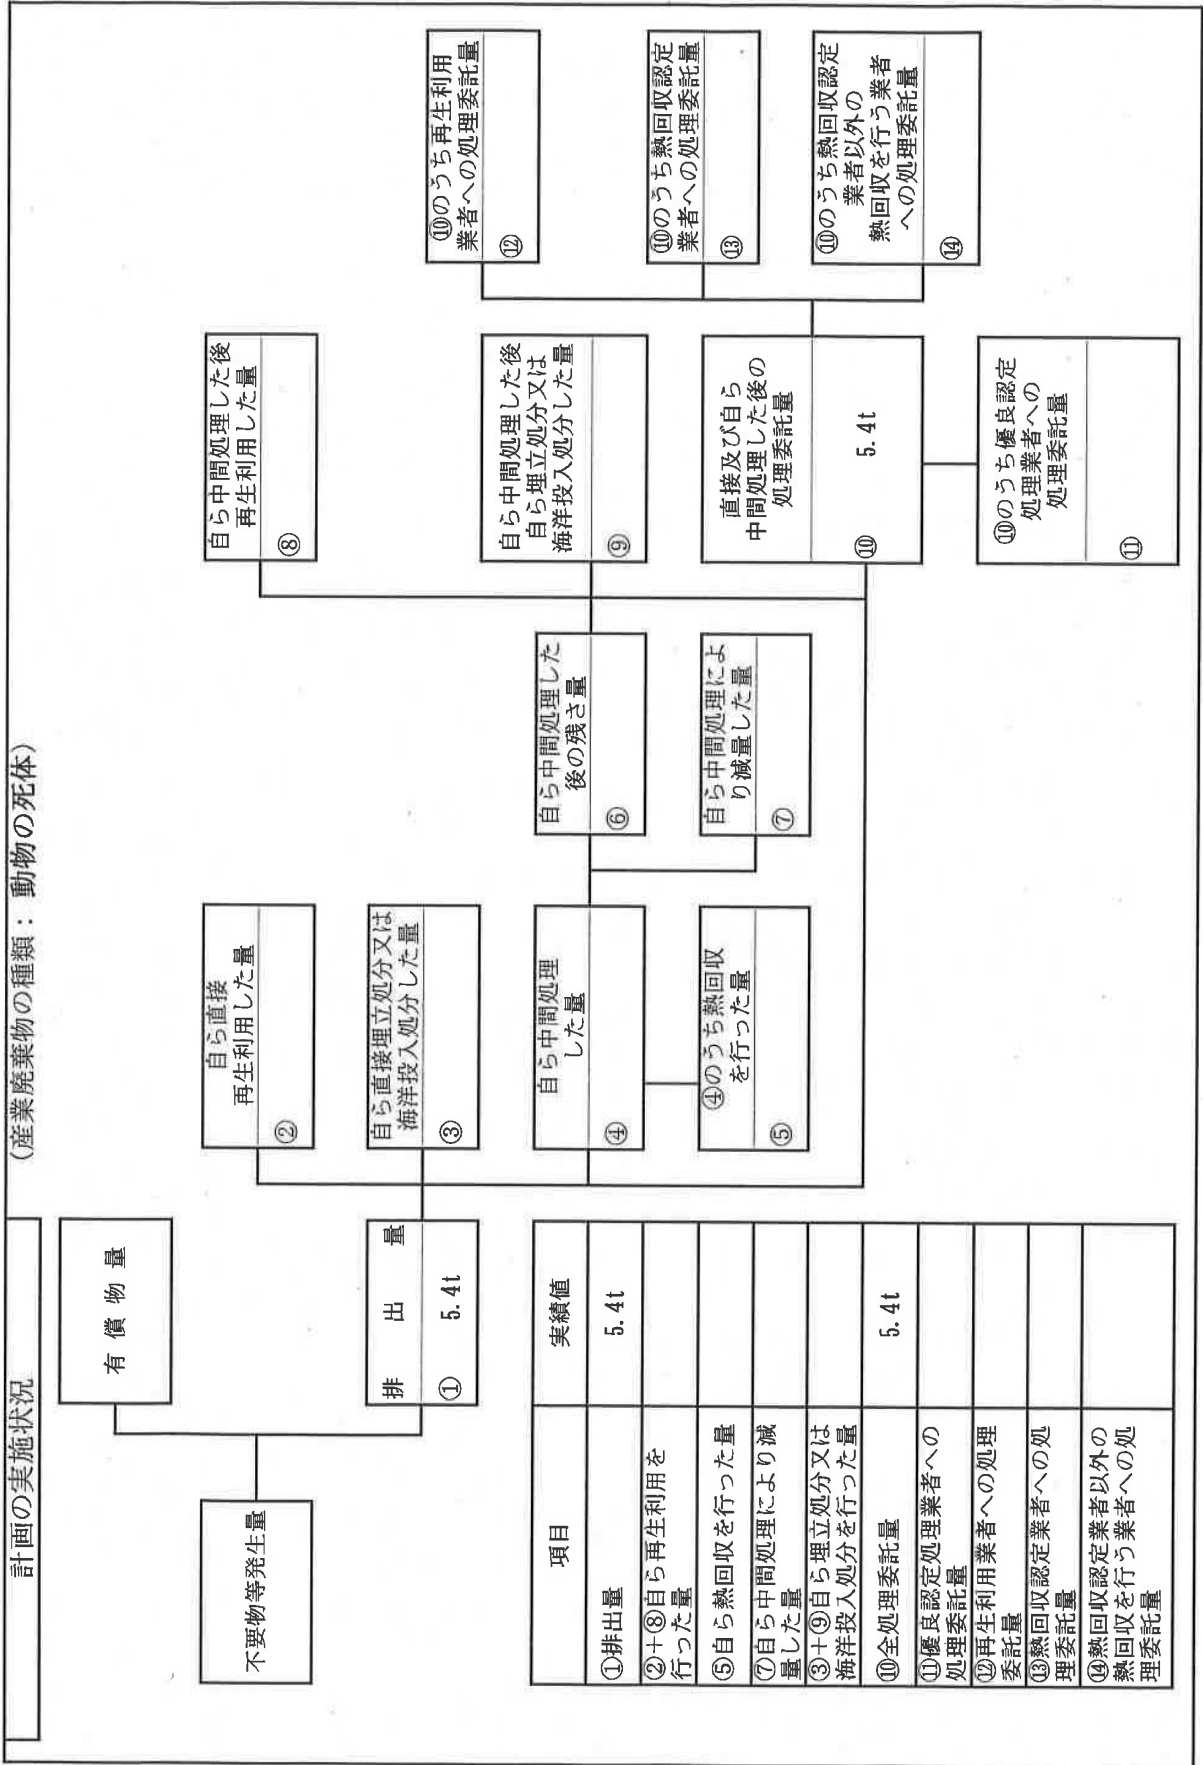 計画の実施状況
(産業廃棄物の種類：動物の死体)
不要物等発生量
有償物量
排出量
① 5.4t
自ら直接
再生利用した量
②
自ら直接埋立処分又は
海洋投入処分した量
③
自ら中間処理
した量
④
④のうち熱回収
を行った量
⑤
自ら中間処理した
後の残さ量
⑥
自ら中間処理によ
り減量した量
⑦
自ら中間処理した後
再生利用した量
⑧
自ら中間処理した後
自ら埋立処分又は
海洋投入処分した量
⑨
直接及び自ら
中間処理した後の
処理委託量
⑩ 5.4t
⑩のうち優良認定
処理業者への
処理委託量
⑪
⑩のうち再生利用
業者への処理委託量
⑫
⑩のうち熱回収認定
業者への処理委託量
⑬
⑩のうち熱回収認定
業者以外の
熱回収を行う業者
への処理委託量
⑭
項目 実績値
①排出量 5.4t
②+⑧自ら再生利用を
行った量
⑤自ら熱回収を行った量
⑦自ら中間処理により減
量した量
③+⑨自ら埋立処分又は
海洋投入処分を行った量
⑩全処理委託量 5.4t
⑪優良認定処理業者への
処理委託量
⑫再生利用業者への処理
委託量
⑬熱回収認定業者への処
理委託量
⑭熱回収認定業者以外の
熱回収を行う業者への処
理委託量